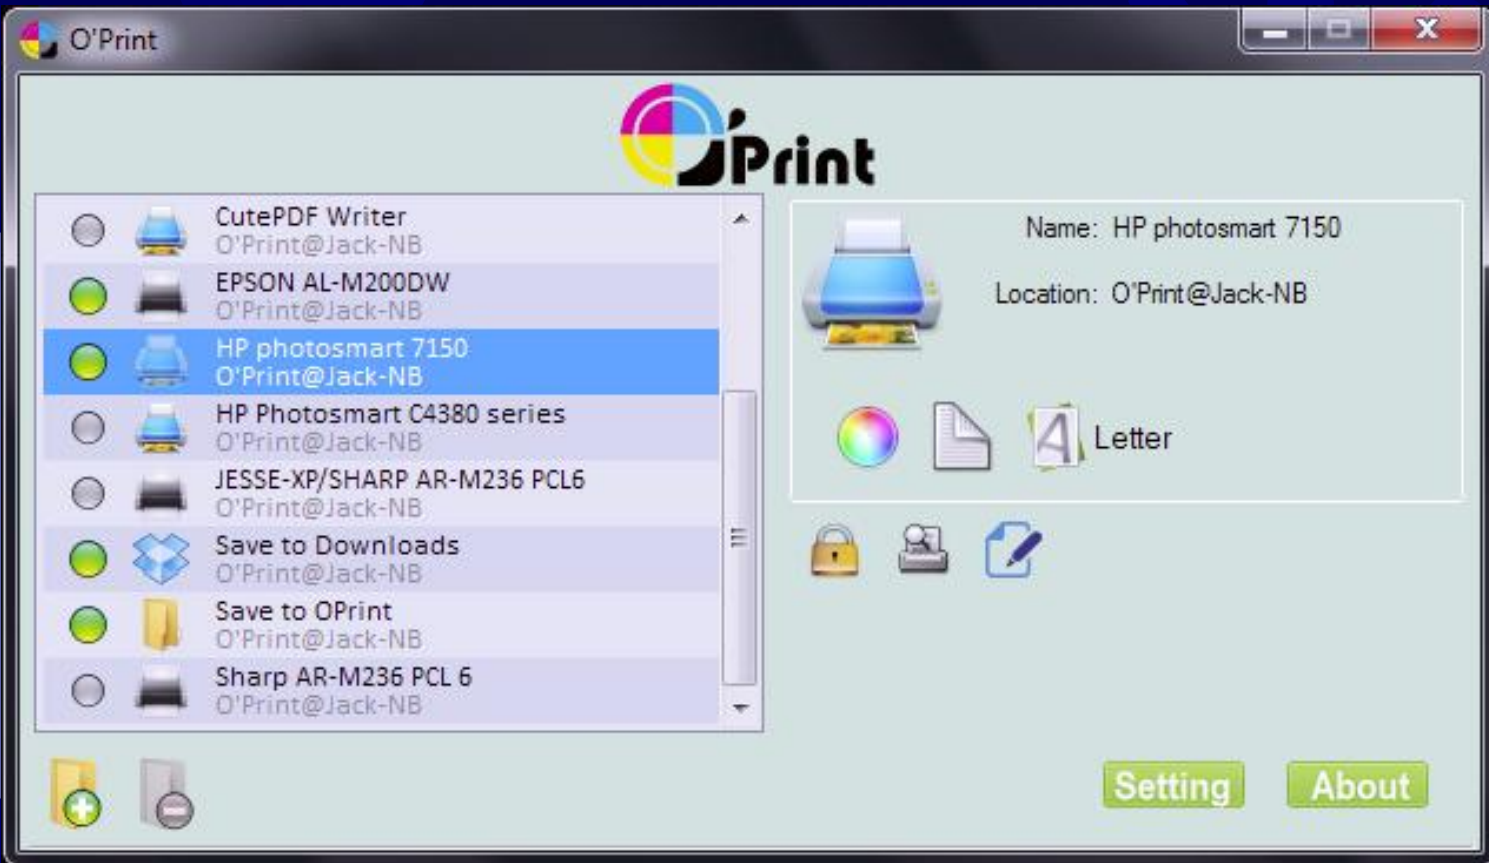 O'Print
O'Print
CutePDF Writer
O'Print@Jack-NB
EPSON AL-M200DW
O'Print@Jack-NB
HP photosmart 7150
O'Print@Jack-NB
HP Photosmart C4380 series
O'Print@Jack-NB
JESSE-XP/SHARP AR-M236 PCL6
O'Print@Jack-NB
Save to Downloads
O'Print@Jack-NB
Save to OPrint
O'Print@Jack-NB
Sharp AR-M236 PCL 6
O'Print@Jack-NB
Name: HP photosmart 7150
Location: O'Print@Jack-NB
A Letter
Setting
About